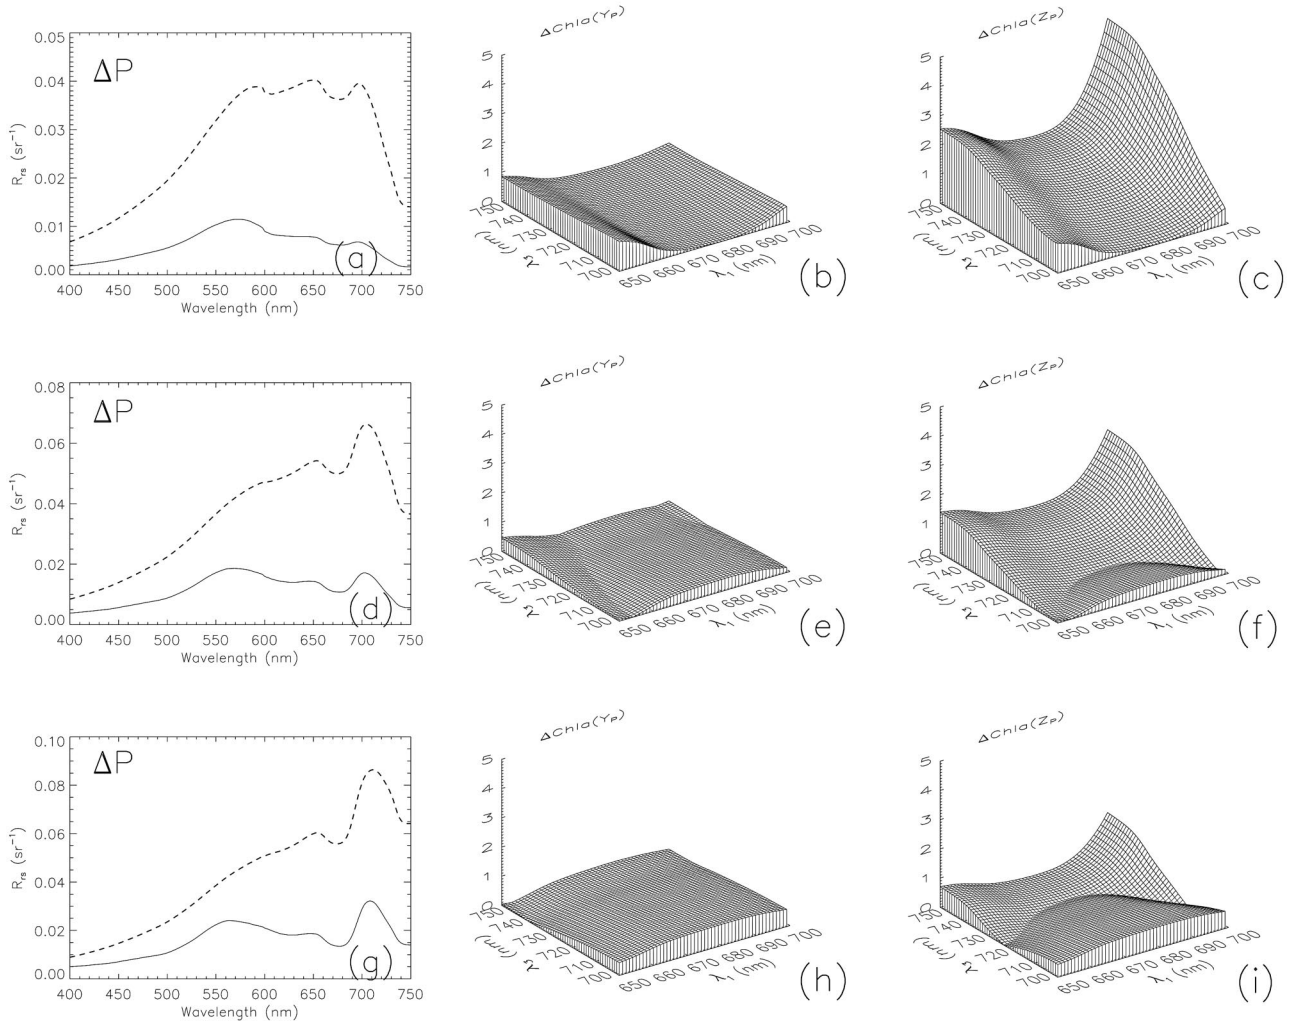 ΔP
0.05
0.04
0.03
0.02
0.01
0.00
R_rs (sr⁻¹)
400 450 500 550 600 650 700 750
Wavelength (nm)
(a)
ΔChla(Y_P)
5
4
3
2
1
0
750
740
730
720
710
700
λ₂ (nm)
650 660 670 680 690 700
λ₁ (nm)
(b)
ΔChla(Z_P)
5
4
3
2
1
0
750
740
730
720
710
700
λ₂ (nm)
650 660 670 680 690 700
λ₁ (nm)
(c)
ΔP
0.08
0.06
0.04
0.02
0.00
R_rs (sr⁻¹)
400 450 500 550 600 650 700 750
Wavelength (nm)
(d)
ΔChla(Y_P)
5
4
3
2
1
0
750
740
730
720
710
700
λ₂ (nm)
650 660 670 680 690 700
λ₁ (nm)
(e)
ΔChla(Z_P)
5
4
3
2
1
0
750
740
730
720
710
700
λ₂ (nm)
650 660 670 680 690 700
λ₁ (nm)
(f)
ΔP
0.10
0.08
0.06
0.04
0.02
0.00
R_rs (sr⁻¹)
400 450 500 550 600 650 700 750
Wavelength (nm)
(g)
ΔChla(Y_P)
5
4
3
2
1
0
750
740
730
720
710
700
λ₂ (nm)
650 660 670 680 690 700
λ₁ (nm)
(h)
ΔChla(Z_P)
5
4
3
2
1
0
750
740
730
720
710
700
λ₂ (nm)
650 660 670 680 690 700
λ₁ (nm)
(i)